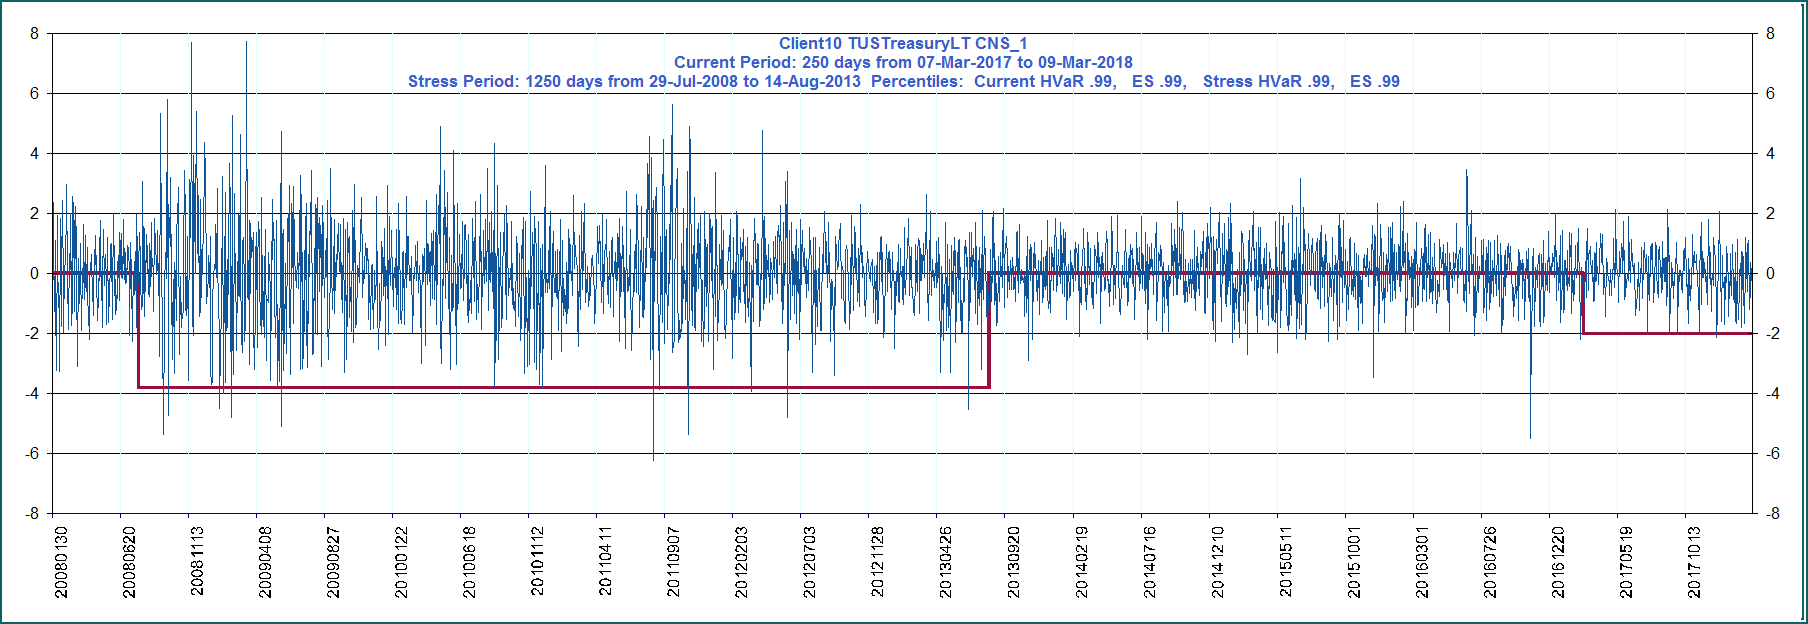 Client10 TUSTreasuryLT CNS_1
Current Period: 250 days from 07-Mar-2017 to 09-Mar-2018
Stress Period: 1250 days from 29-Jul-2008 to 14-Aug-2013  Percentiles:  Current HVaR .99,   ES .99,   Stress HVaR .99,   ES .99
8 8
6 6
4 4
2 2
0 0
-2 -2
-4 -4
-6 -6
-8 -8
20080130 20080620 20081113 20090408 20090827 20100122 20100618 20101112 20110411 20110907 20120203 20120703 20121128 20130426 20130920 20140219 20140716 20141210 20150511 20151001 20160301 20160726 20161220 20170519 20171013